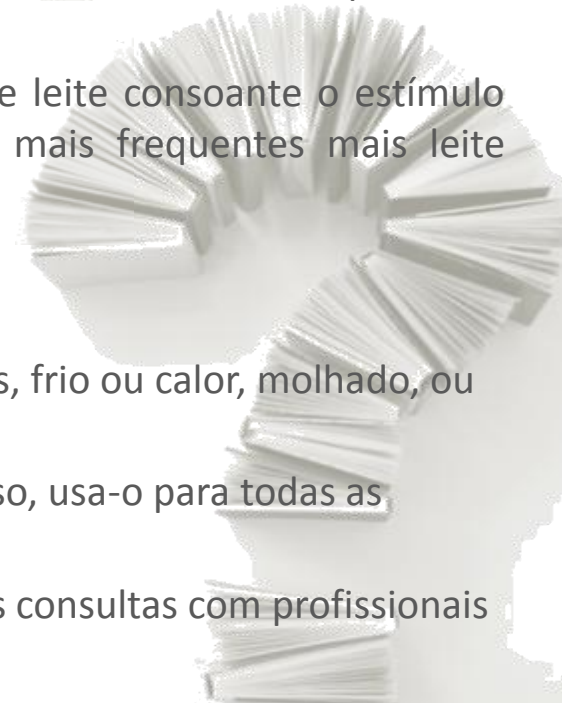 e leite consoante o estímulo
mais frequentes mais leite
s, frio ou calor, molhado, ou
so, usa-o para todas as
s consultas com profissionais